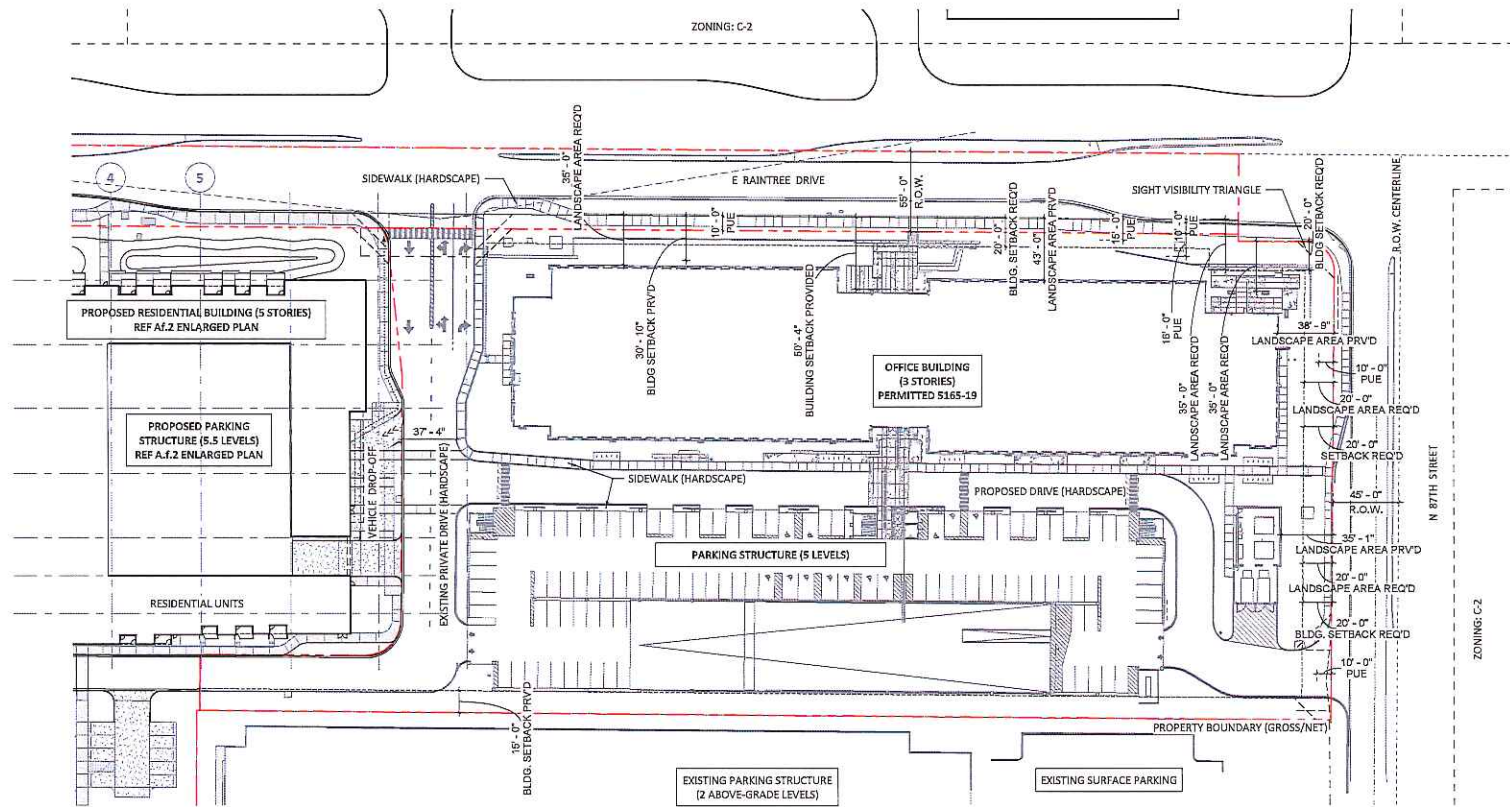 ZONING: C-2
4
5
SIDEWALK (HARDSCAPE)
35' - 0"
LANDSCAPE AREA REQ'D
E RAINTREE DRIVE
10' - 0"
PUE
55' - 0"
R.O.W.
20' - 0"
BLDG. SETBACK REQ'D
43' - 0"
LANDSCAPE AREA PRV'D
15' - 0"
PUE
10' - 0"
PUE
SIGHT VISIBILITY TRIANGLE
20' - 0"
BLDG SETBACK REQ'D
R.O.W. CENTERLINE
PROPOSED RESIDENTIAL BUILDING (5 STORIES)
REF Af.2 ENLARGED PLAN
30' - 10"
BLDG SETBACK PRV'D
50' - 4"
BUILDING SETBACK PROVIDED
OFFICE BUILDING
(3 STORIES)
PERMITTED 5165-19
15' - 0"
PUE
35' - 0"
LANDSCAPE AREA REQ'D
35' - 0"
LANDSCAPE AREA REQ'D
38' - 9"
LANDSCAPE AREA PRV'D
10' - 0"
PUE
20' - 0"
LANDSCAPE AREA REQ'D
20' - 0"
SETBACK REQ'D
PROPOSED PARKING
STRUCTURE (5.5 LEVELS)
REF A.f.2 ENLARGED PLAN
VEHICLE DROP-OFF
37' - 4"
EXISTING PRIVATE DRIVE (HARDSCAPE)
SIDEWALK (HARDSCAPE)
PROPOSED DRIVE (HARDSCAPE)
45' - 0"
R.O.W.
N 87TH STREET
PARKING STRUCTURE (5 LEVELS)
35' - 1"
LANDSCAPE AREA PRV'D
20' - 0"
LANDSCAPE AREA REQ'D
20' - 0"
BLDG. SETBACK REQ'D
10' - 0"
PUE
ZONING: C-2
RESIDENTIAL UNITS
15' - 0"
BLDG. SETBACK PRV'D
PROPERTY BOUNDARY (GROSS/NET)
EXISTING PARKING STRUCTURE
(2 ABOVE-GRADE LEVELS)
EXISTING SURFACE PARKING